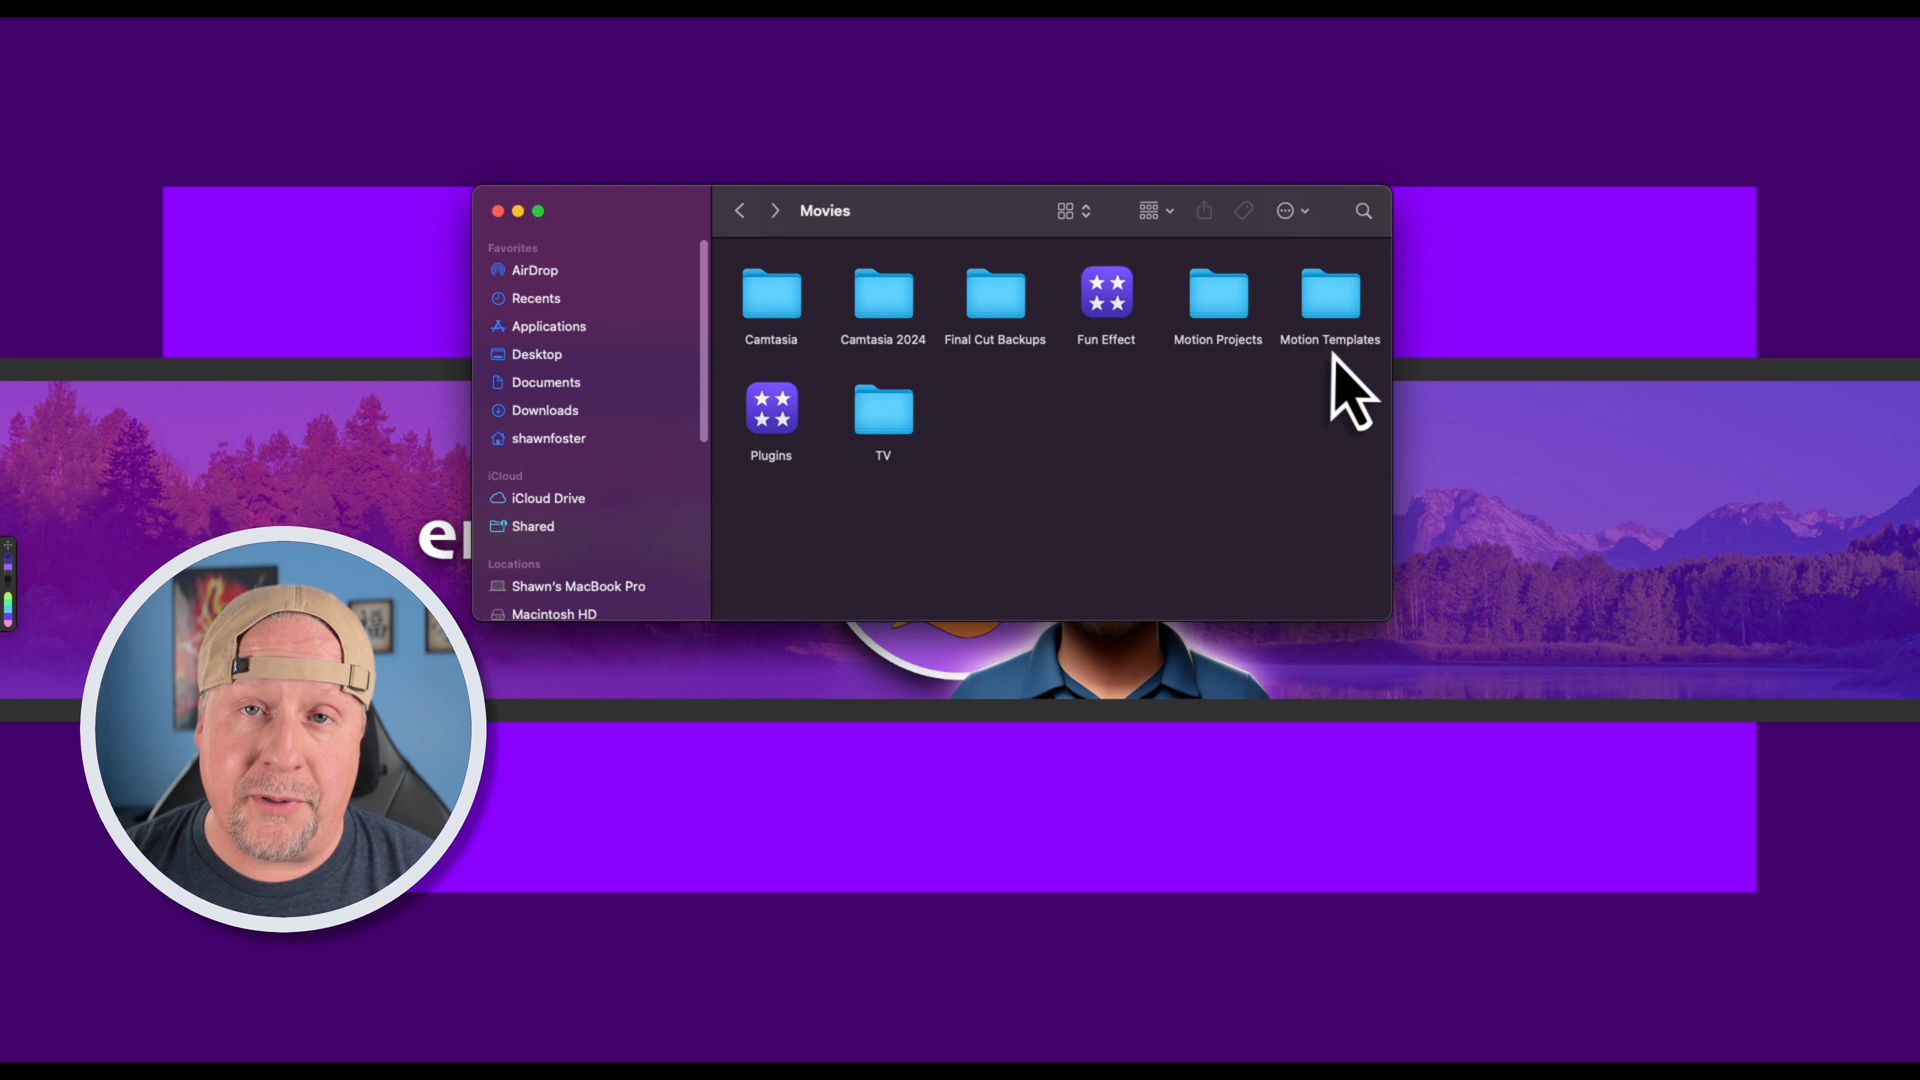 Movies
Favorites
AirDrop
Recents
Applications
Desktop
Documents
Downloads
shawnfoster
iCloud
iCloud Drive
Shared
Locations
Shawn's MacBook Pro
Macintosh HD
Camtasia
Camtasia 2024
Final Cut Backups
Fun Effect
Motion Projects
Motion Templates
Plugins
TV